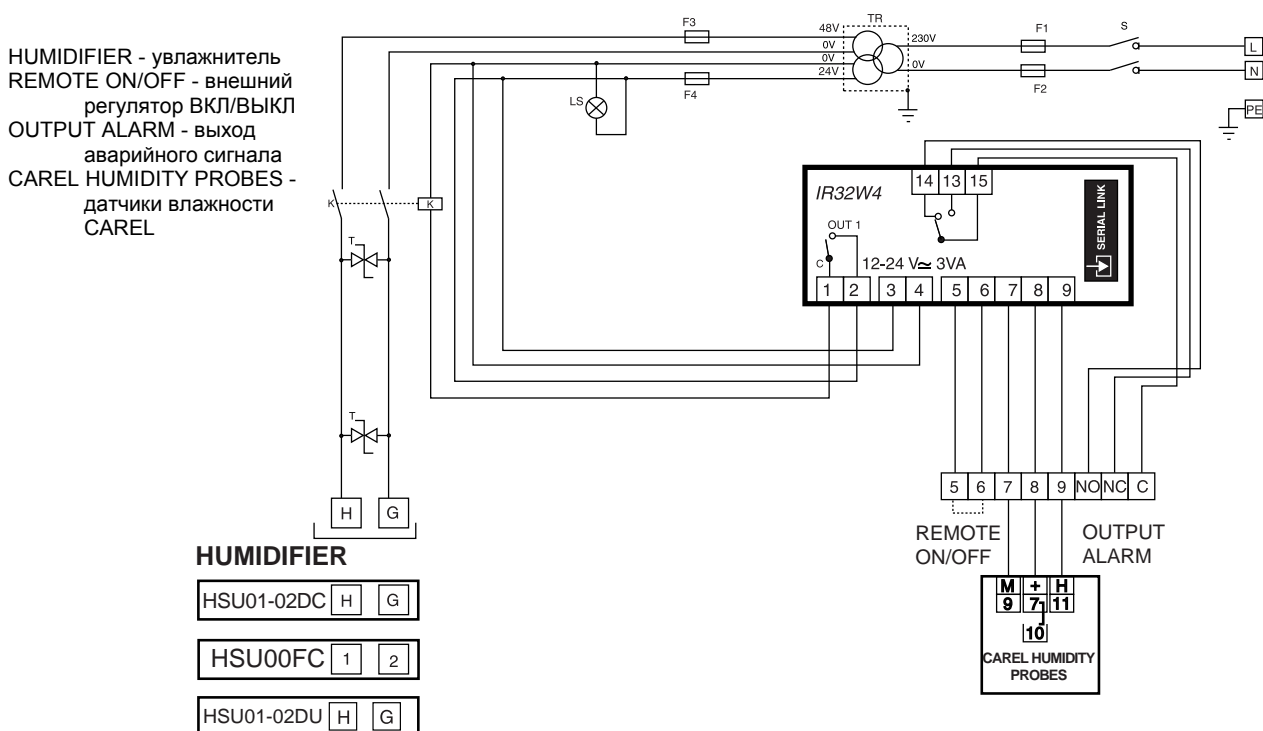 HUMIDIFIER - увлажнитель
REMOTE ON/OFF - внешний
регулятор ВКЛ/ВЫКЛ
OUTPUT ALARM - выход
аварийного сигнала
CAREL HUMIDITY PROBES -
датчики влажности
CAREL
F3
48V
TR
230V
F1
S
L
0V
0V
24V
0V
N
F4
F2
LS
PE
K
K
T
T
IR32W4
14 13 15
SERIAL LINK
OUT 1
C
12-24 V≃ 3VA
1 2 3 4 5 6 7 8 9
H G
5 6 7 8 9 NO NC C
REMOTE
ON/OFF
OUTPUT
ALARM
M + H
9 7 11
10
CAREL HUMIDITY
PROBES
HUMIDIFIER
HSU01-02DC H G
HSU00FC 1 2
HSU01-02DU H G